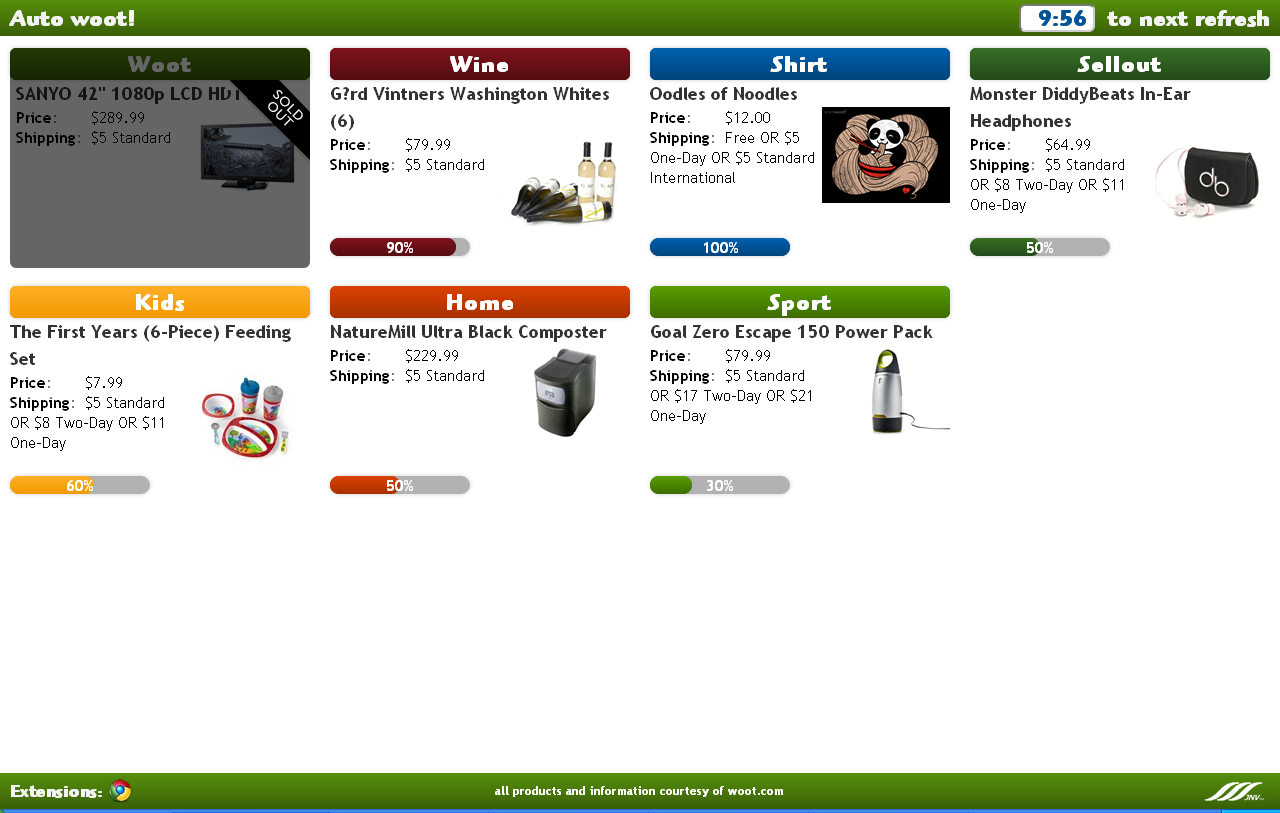 Auto woot!
9:56 to next refresh
Woot
SANYO 42" 1080p LCD HDT
SOLD OUT
Price: $289.99
Shipping: $5 Standard
Wine
G?rd Vintners Washington Whites
(6)
Price: $79.99
Shipping: $5 Standard
90%
Shirt
Oodles of Noodles
Price: $12.00
Shipping: Free OR $5
One-Day OR $5 Standard
International
100%
Sellout
Monster DiddyBeats In-Ear
Headphones
Price: $64.99
Shipping: $5 Standard
OR $8 Two-Day OR $11
One-Day
db
50%
Kids
The First Years (6-Piece) Feeding
Set
Price: $7.99
Shipping: $5 Standard
OR $8 Two-Day OR $11
One-Day
60%
Home
NatureMill Ultra Black Composter
Price: $229.99
Shipping: $5 Standard
50%
Sport
Goal Zero Escape 150 Power Pack
Price: $79.99
Shipping: $5 Standard
OR $17 Two-Day OR $21
One-Day
30%
Extensions:
all products and information courtesy of woot.com
JNV